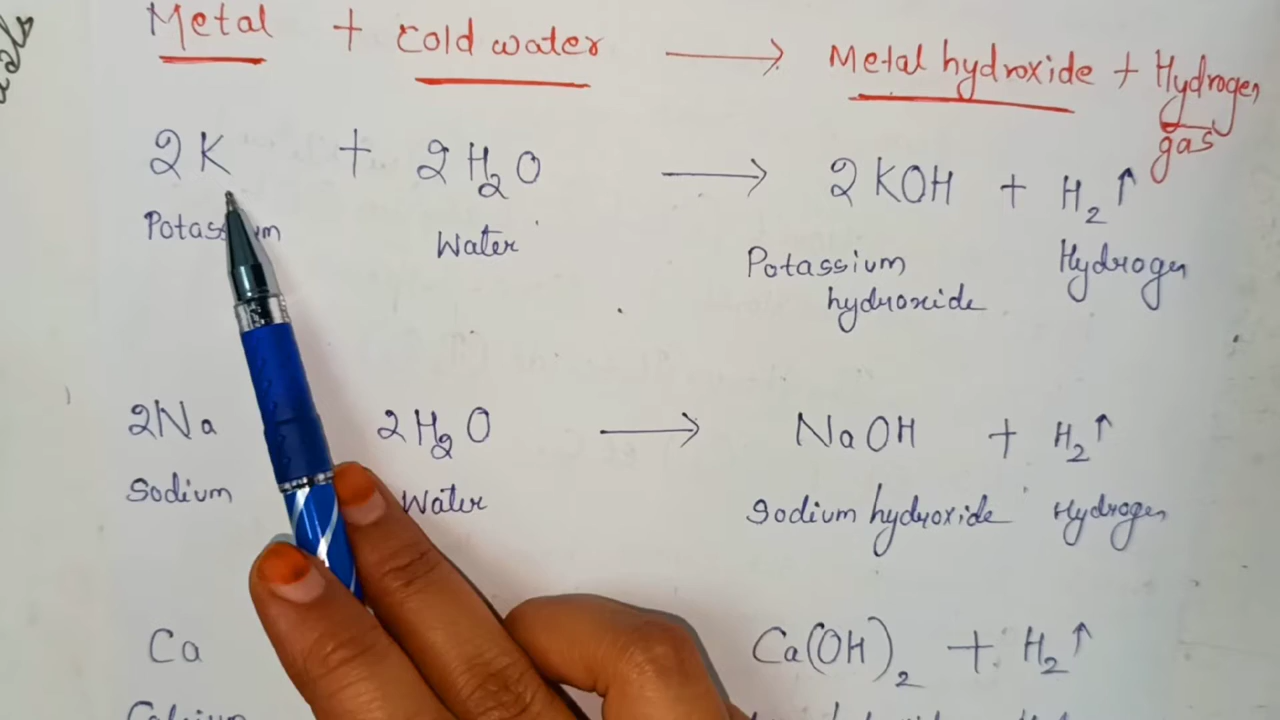 Metal + cold water → Metal hydroxide + Hydrogen gas
2K + 2H₂O → 2KOH + H₂↑
Water Potassium hydroxide Hydrogen
2Na 2H₂O → NaOH + H₂↑
Sodium Water Sodium hydroxide Hydrogen
Ca Ca(OH)₂ + H₂↑